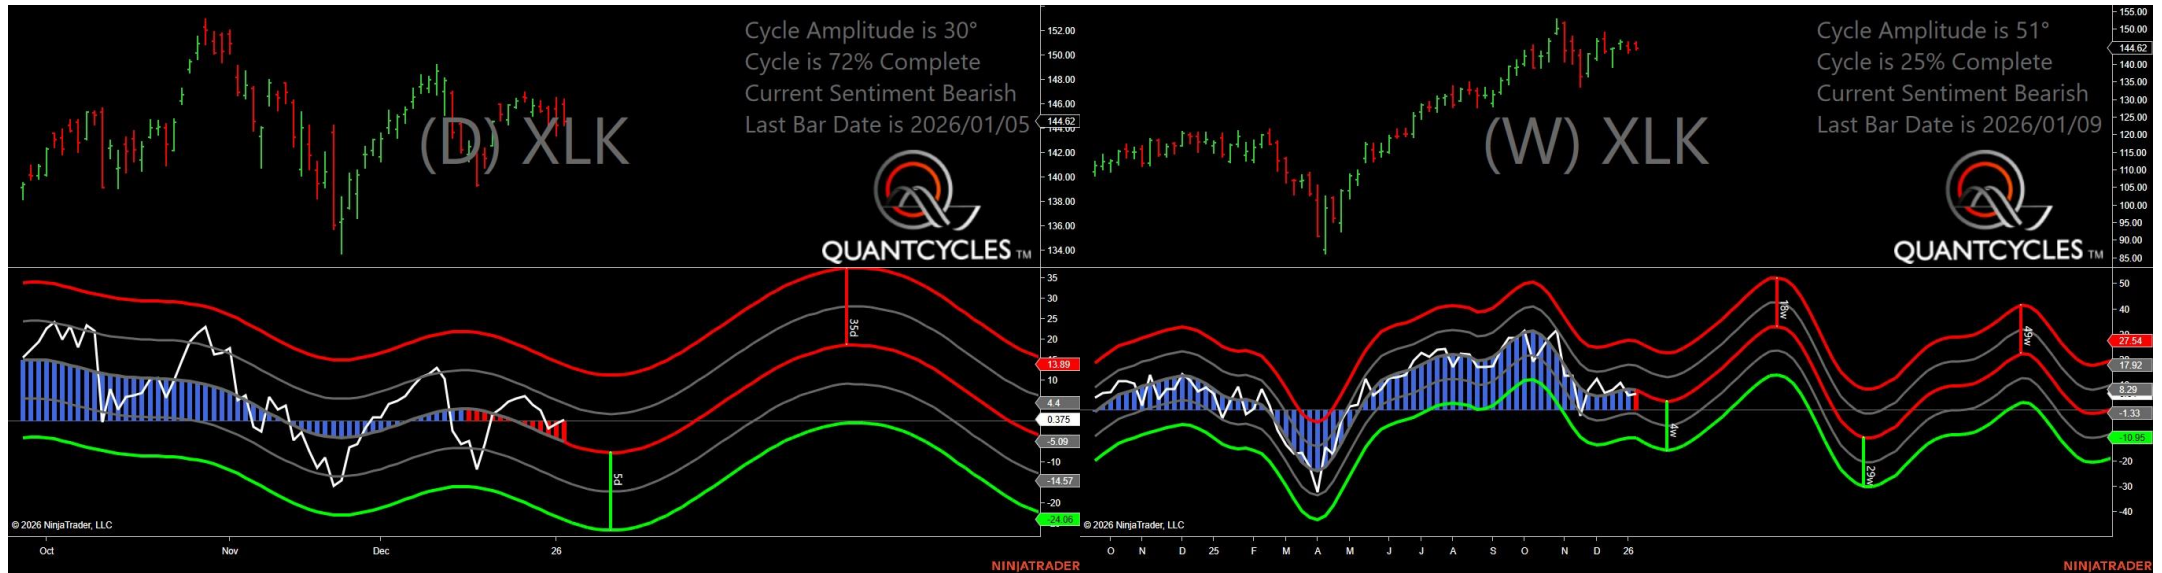 Cycle Amplitude is 30°
Cycle is 72% Complete
Current Sentiment Bearish
Last Bar Date is 2026/01/05
(D) XLK
QUANTCYCLES TM
152.00
150.00
148.00
146.00
144.62
144.00
142.00
140.00
138.00
136.00
134.00
35
30
25
20
13.89
10
4.4
0.375
-5.09
-10
-14.57
-20
-24.06
35d
5d
© 2026 NinjaTrader, LLC
Oct Nov Dec 26
NINJATRADER
Cycle Amplitude is 51°
Cycle is 25% Complete
Current Sentiment Bearish
Last Bar Date is 2026/01/09
(W) XLK
QUANTCYCLES TM
155.00
150.00
144.62
140.00
135.00
130.00
125.00
120.00
115.00
110.00
105.00
100.00
95.00
90.00
85.00
50
40
27.54
17.92
8.29
-1.33
-10.95
-20
-30
-40
4w
18w
29w
49w
© 2026 NinjaTrader, LLC
O N D 25 F M A M J J A S O N D 26
NINJATRADER